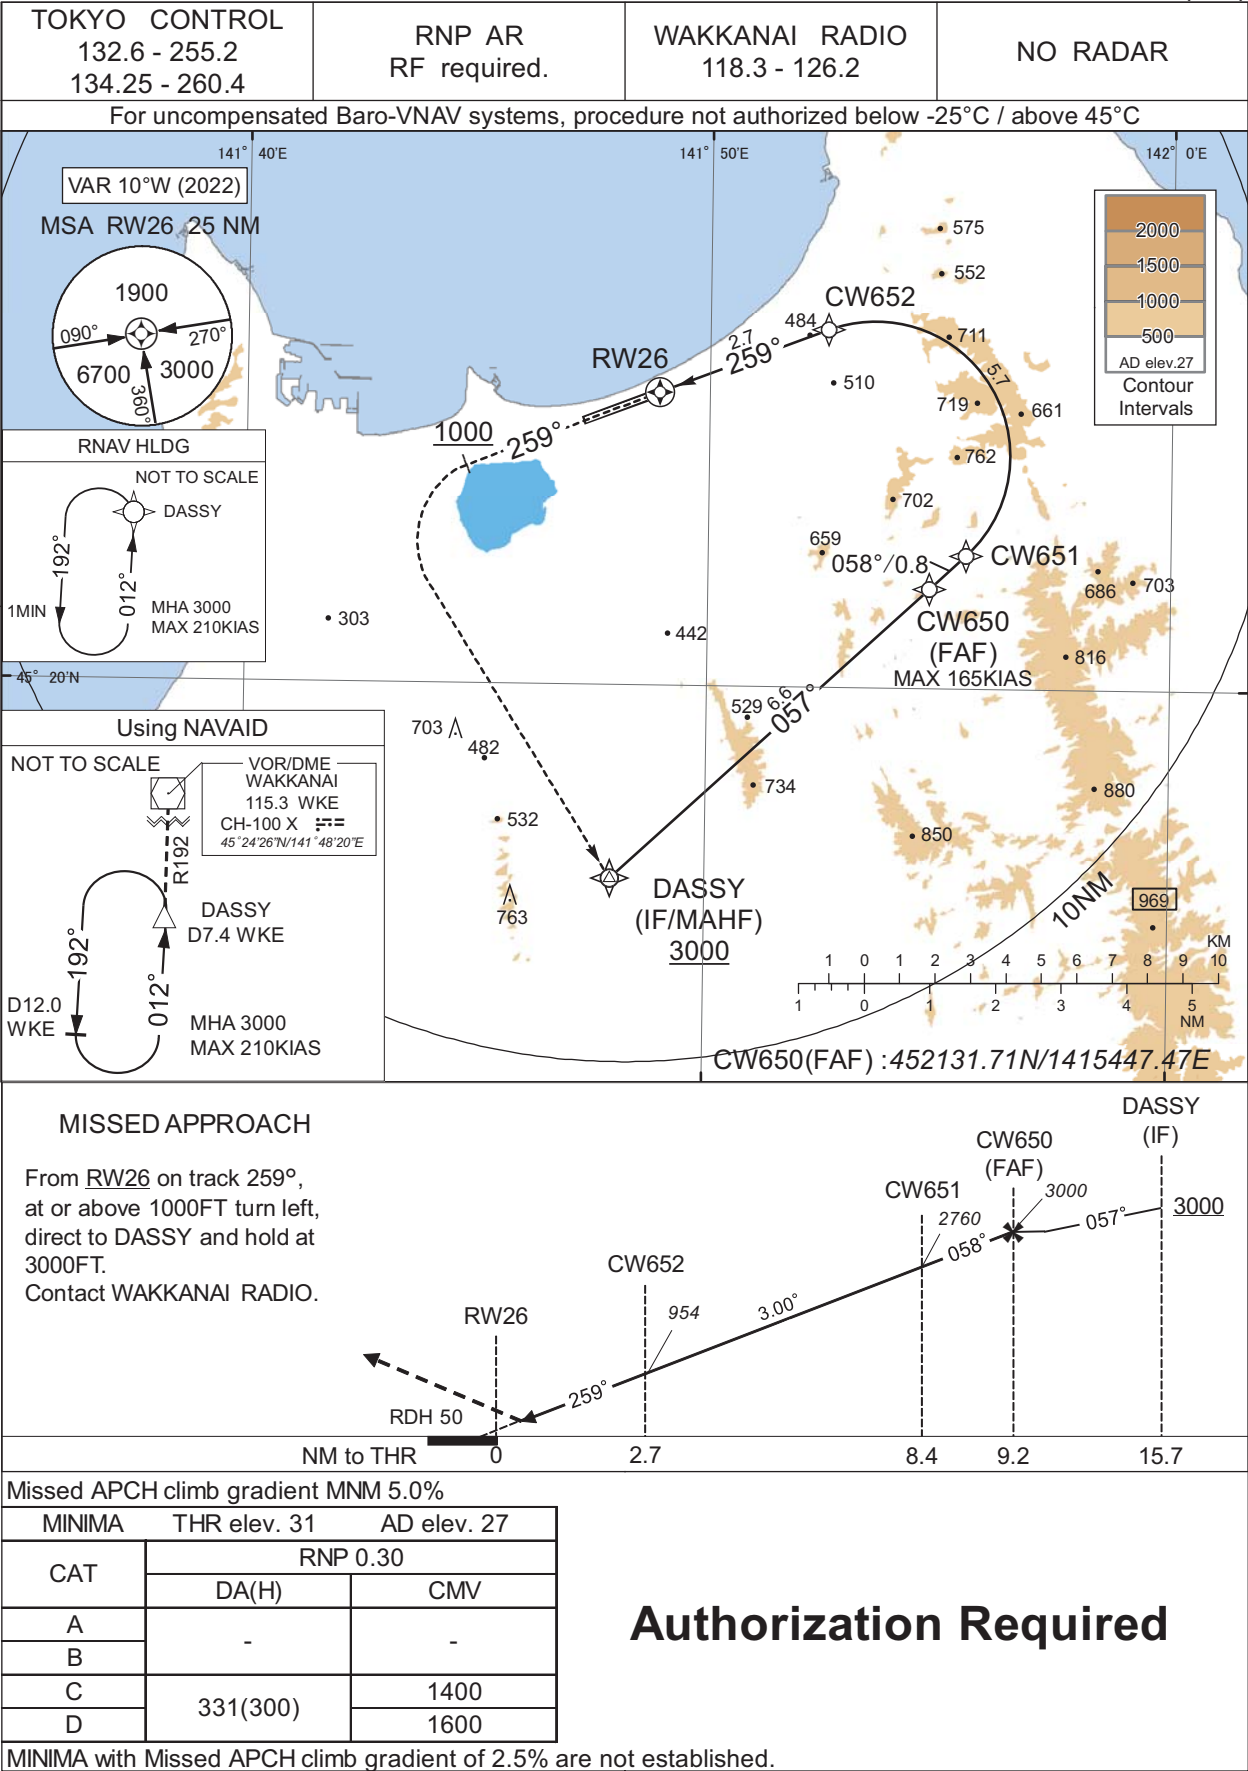 TOKYO CONTROL
132.6 - 255.2
134.25 - 260.4
RNP AR
RF required.
WAKKANAI RADIO
118.3 - 126.2
NO RADAR
For uncompensated Baro-VNAV systems, procedure not authorized below -25°C / above 45°C
141° 40'E
141° 50'E
142° 0'E
VAR 10°W (2022)
MSA RW26 25 NM
1900
090°
270°
6700
3000
360°
2000
1500
1000
500
AD elev.27
Contour
Intervals
575
552
CW652
484
711
2.7
259°
RW26
510
5.7
719
661
1000
259°
762
702
659
058°/0.8
CW651
686
703
CW650
(FAF)
MAX 165KIAS
816
303
442
RNAV HLDG
NOT TO SCALE
DASSY
192°
012°
1MIN
MHA 3000
MAX 210KIAS
45° 20'N
529
6.6
057°
703
482
734
880
532
850
763
DASSY
(IF/MAHF)
3000
10NM
969
Using NAVAID
NOT TO SCALE
VOR/DME
WAKKANAI
115.3 WKE
CH-100 X
45°24'26"N/141°48'20"E
R192
DASSY
D7.4 WKE
192°
012°
D12.0
WKE
MHA 3000
MAX 210KIAS
KM
1 0 1 2 3 4 5 6 7 8 9 10
1 0 1 2 3 4 5
NM
CW650(FAF) :452131.71N/1415447.47E
MISSED APPROACH
From RW26 on track 259°,
at or above 1000FT turn left,
direct to DASSY and hold at
3000FT.
Contact WAKKANAI RADIO.
DASSY
(IF)
CW650
(FAF)
CW651
3000
3000
2760
057°
058°
CW652
954
3.00°
RW26
259°
RDH 50
NM to THR 0 2.7 8.4 9.2 15.7
Missed APCH climb gradient MNM 5.0%
MINIMA THR elev. 31 AD elev. 27
CAT
RNP 0.30
DA(H) CMV
A
B
- -
C
D
331(300)
1400
1600
Authorization Required
MINIMA with Missed APCH climb gradient of 2.5% are not established.